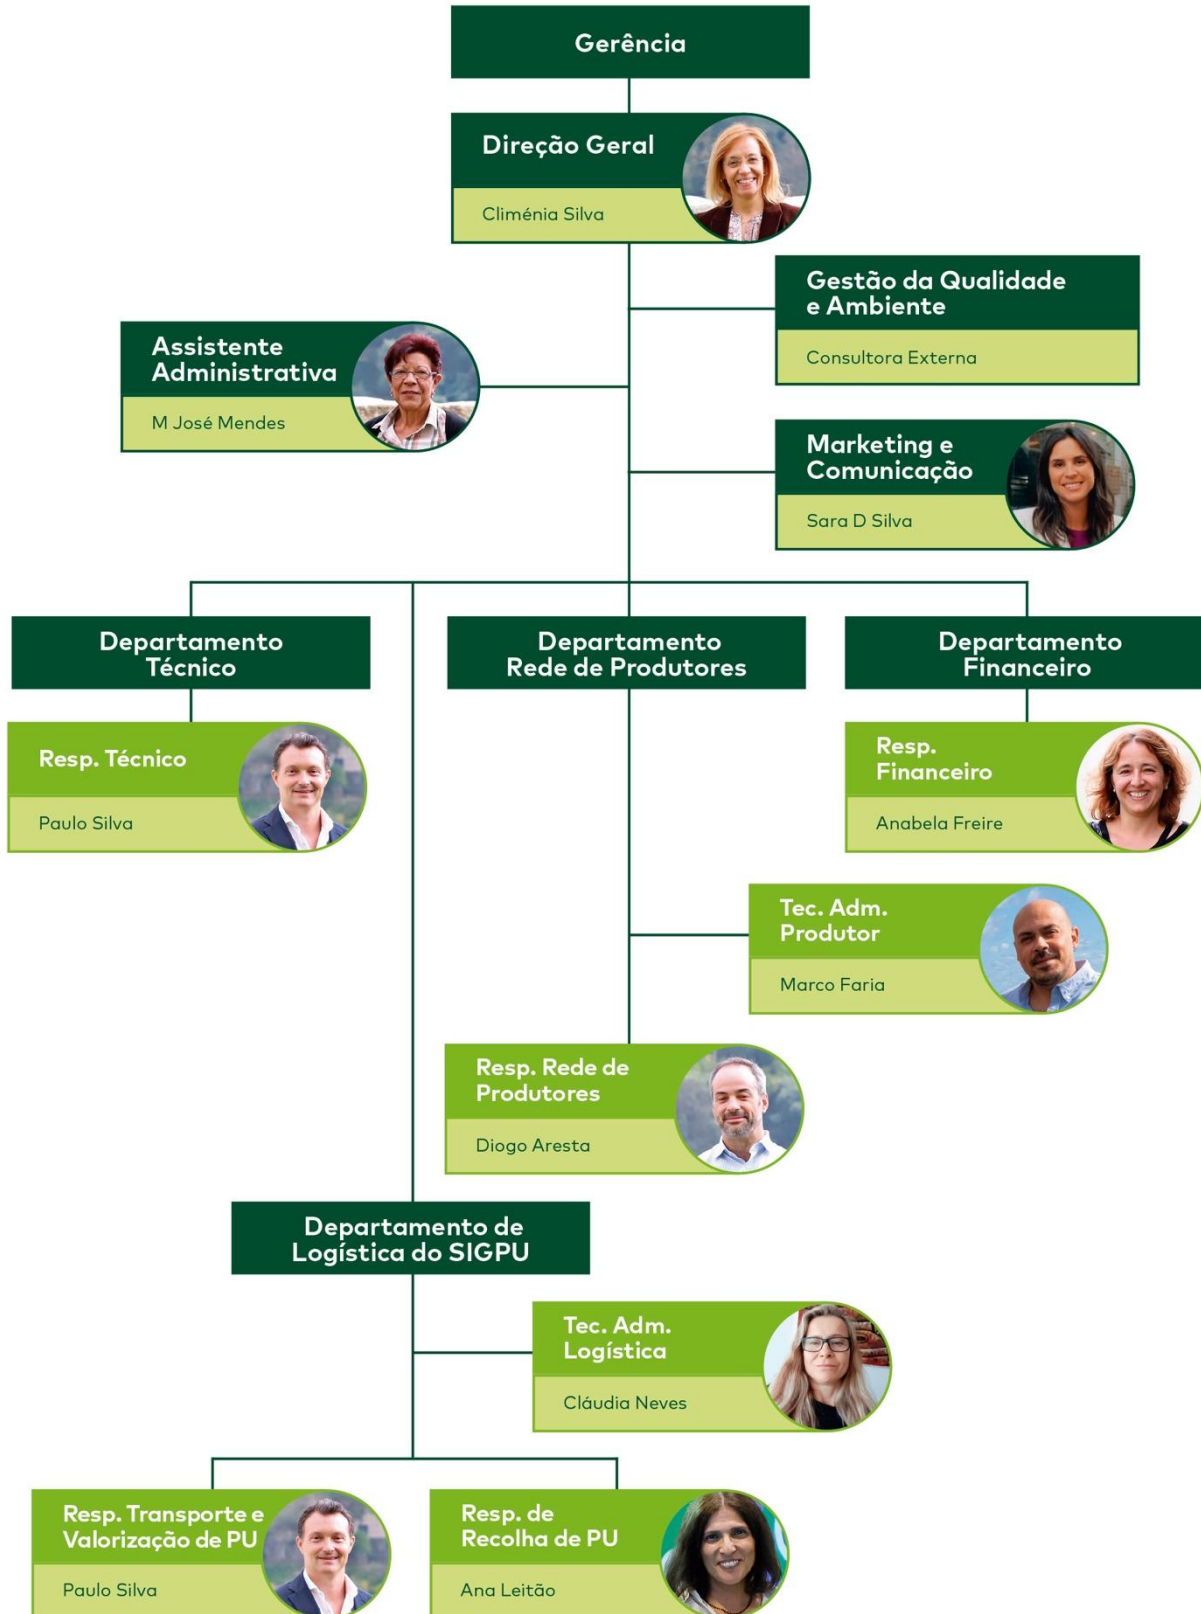 Gerência
Direção Geral
Climénia Silva
Gestão da Qualidade
e Ambiente
Consultora Externa
Assistente
Administrativa
M José Mendes
Marketing e
Comunicação
Sara D Silva
Departamento
Técnico
Departamento
Rede de Produtores
Departamento
Financeiro
Resp. Técnico
Paulo Silva
Resp.
Financeiro
Anabela Freire
Tec. Adm.
Produtor
Marco Faria
Resp. Rede de
Produtores
Diogo Aresta
Departamento de
Logística do SIGPU
Tec. Adm.
Logística
Cláudia Neves
Resp. Transporte e
Valorização de PU
Paulo Silva
Resp. de
Recolha de PU
Ana Leitão